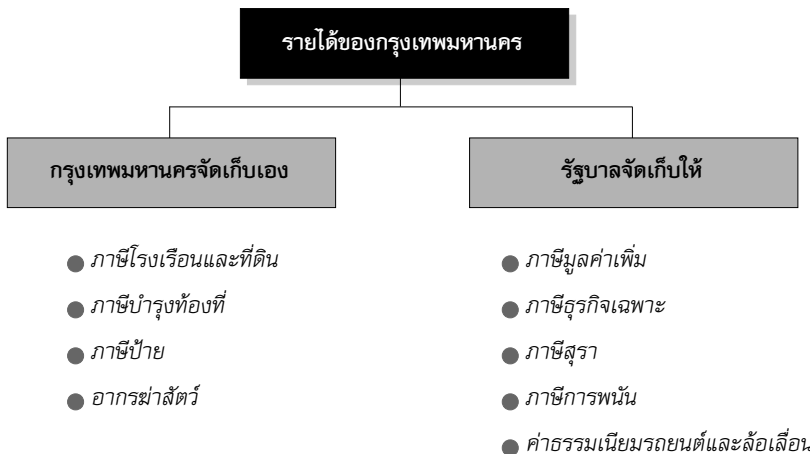 รายได้ของกรุงเทพมหานคร
กรุงเทพมหานครจัดเก็บเอง
ภาษีโรงเรือนและที่ดิน
ภาษีบำรุงท้องที่
ภาษีป้าย
อากรฆ่าสัตว์
รัฐบาลจัดเก็บให้
ภาษีมูลค่าเพิ่ม
ภาษีธุรกิจเฉพาะ
ภาษีสุรา
ภาษีการพนัน
ค่าธรรมเนียมรถยนต์และล้อเลื่อน